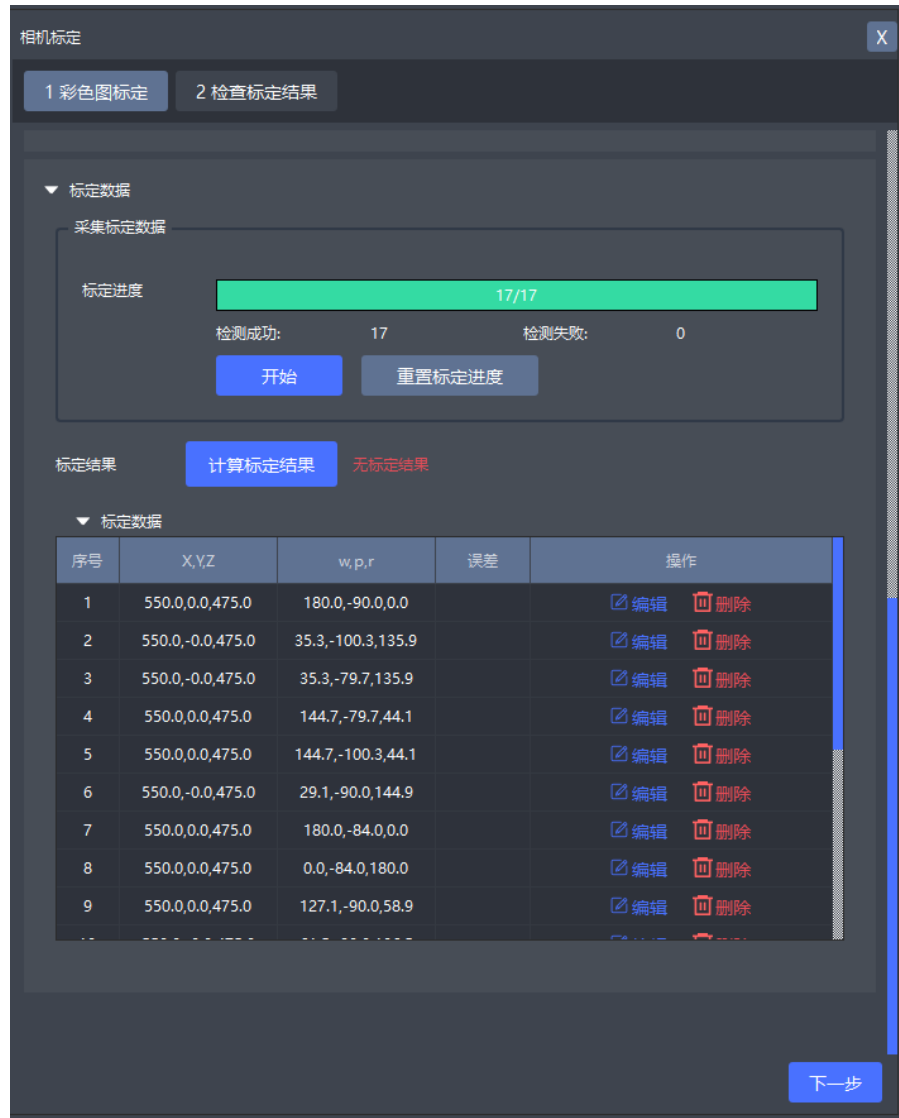 相机标定 X
1 彩色图标定 2 检查标定结果
标定数据
采集标定数据
标定进度 17/17
检测成功: 17 检测失败: 0
开始 重置标定进度
标定结果 计算标定结果 无标定结果
标定数据
序号 X,Y,Z w,p,r 误差 操作
1 550.0,0.0,475.0 180.0,-90.0,0.0 编辑 删除
2 550.0,-0.0,475.0 35.3,-100.3,135.9 编辑 删除
3 550.0,-0.0,475.0 35.3,-79.7,135.9 编辑 删除
4 550.0,0.0,475.0 144.7,-79.7,44.1 编辑 删除
5 550.0,0.0,475.0 144.7,-100.3,44.1 编辑 删除
6 550.0,-0.0,475.0 29.1,-90.0,144.9 编辑 删除
7 550.0,0.0,475.0 180.0,-84.0,0.0 编辑 删除
8 550.0,0.0,475.0 0.0,-84.0,180.0 编辑 删除
9 550.0,0.0,475.0 127.1,-90.0,58.9 编辑 删除
下一步